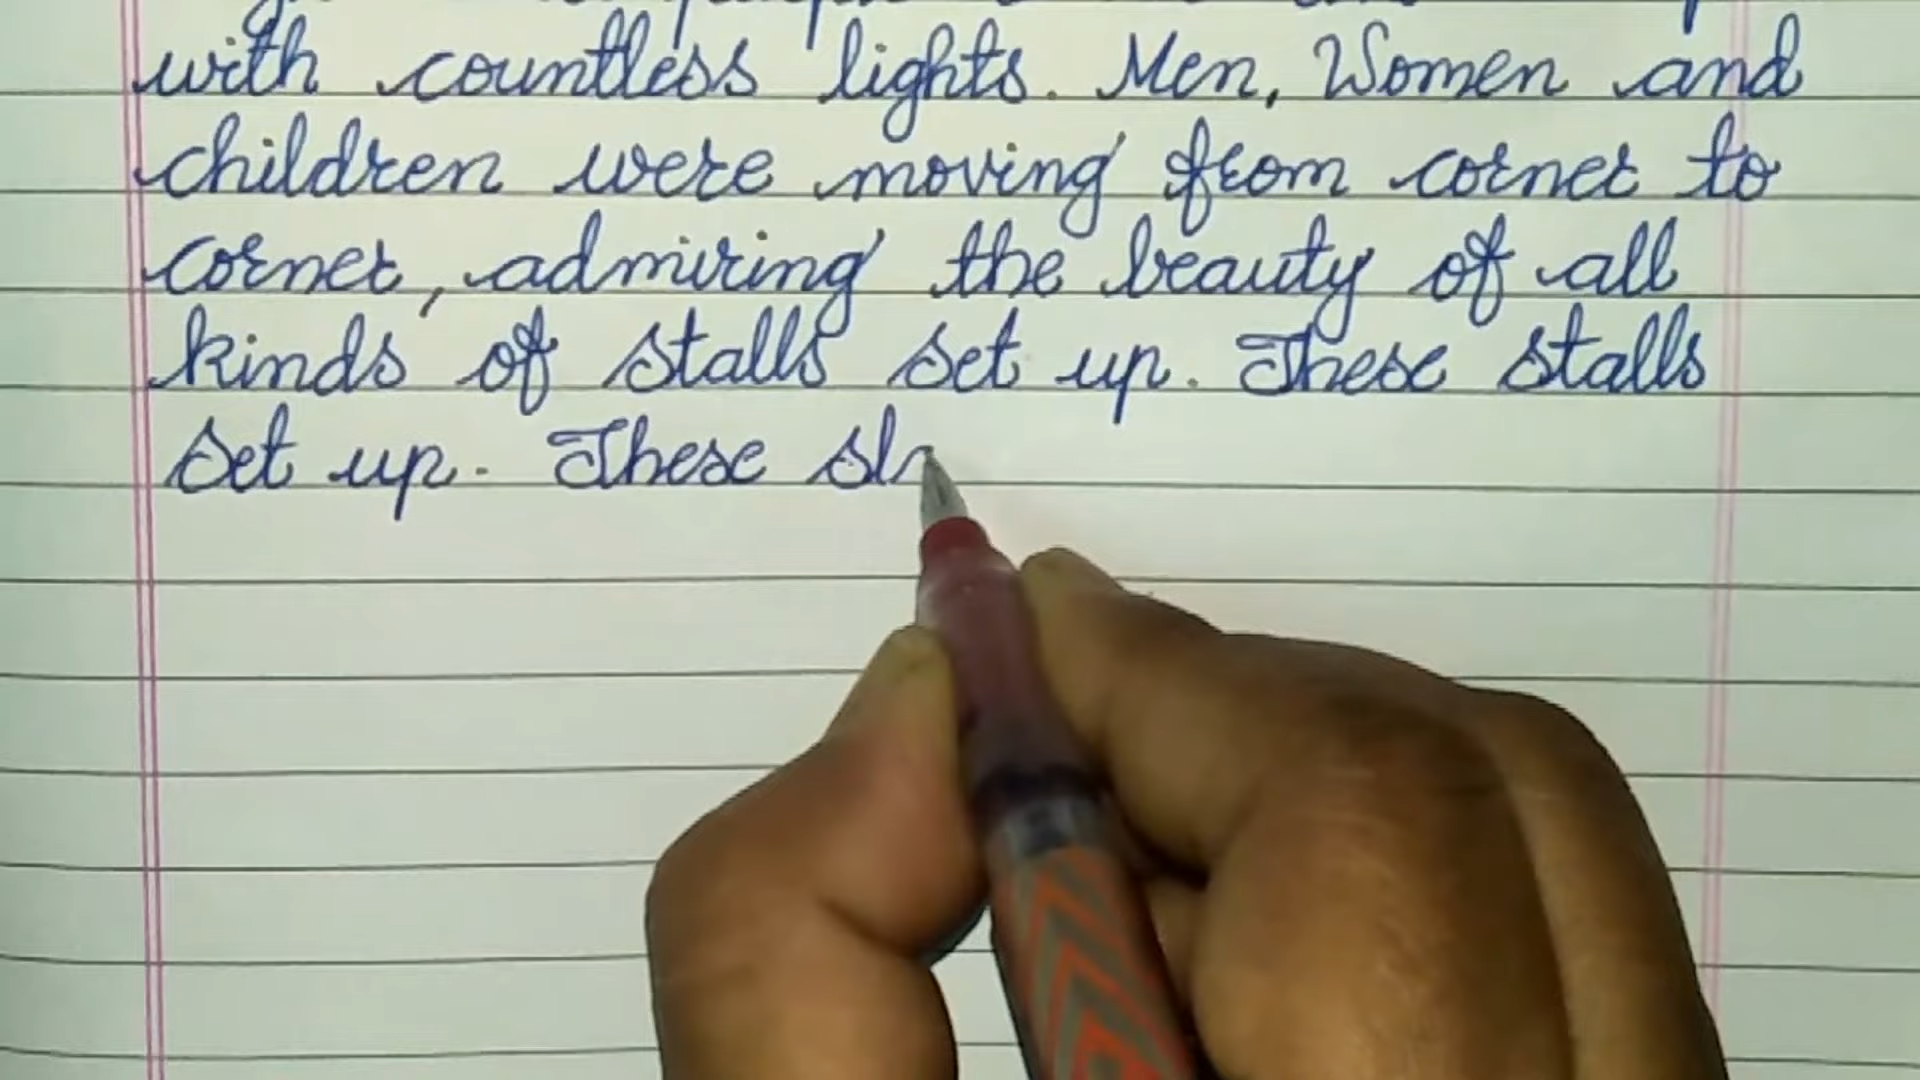 with countless lights. Men, Women and
children were moving from corner to
corner, admiring the beauty of all
kinds of stalls set up. These stalls
set up. These